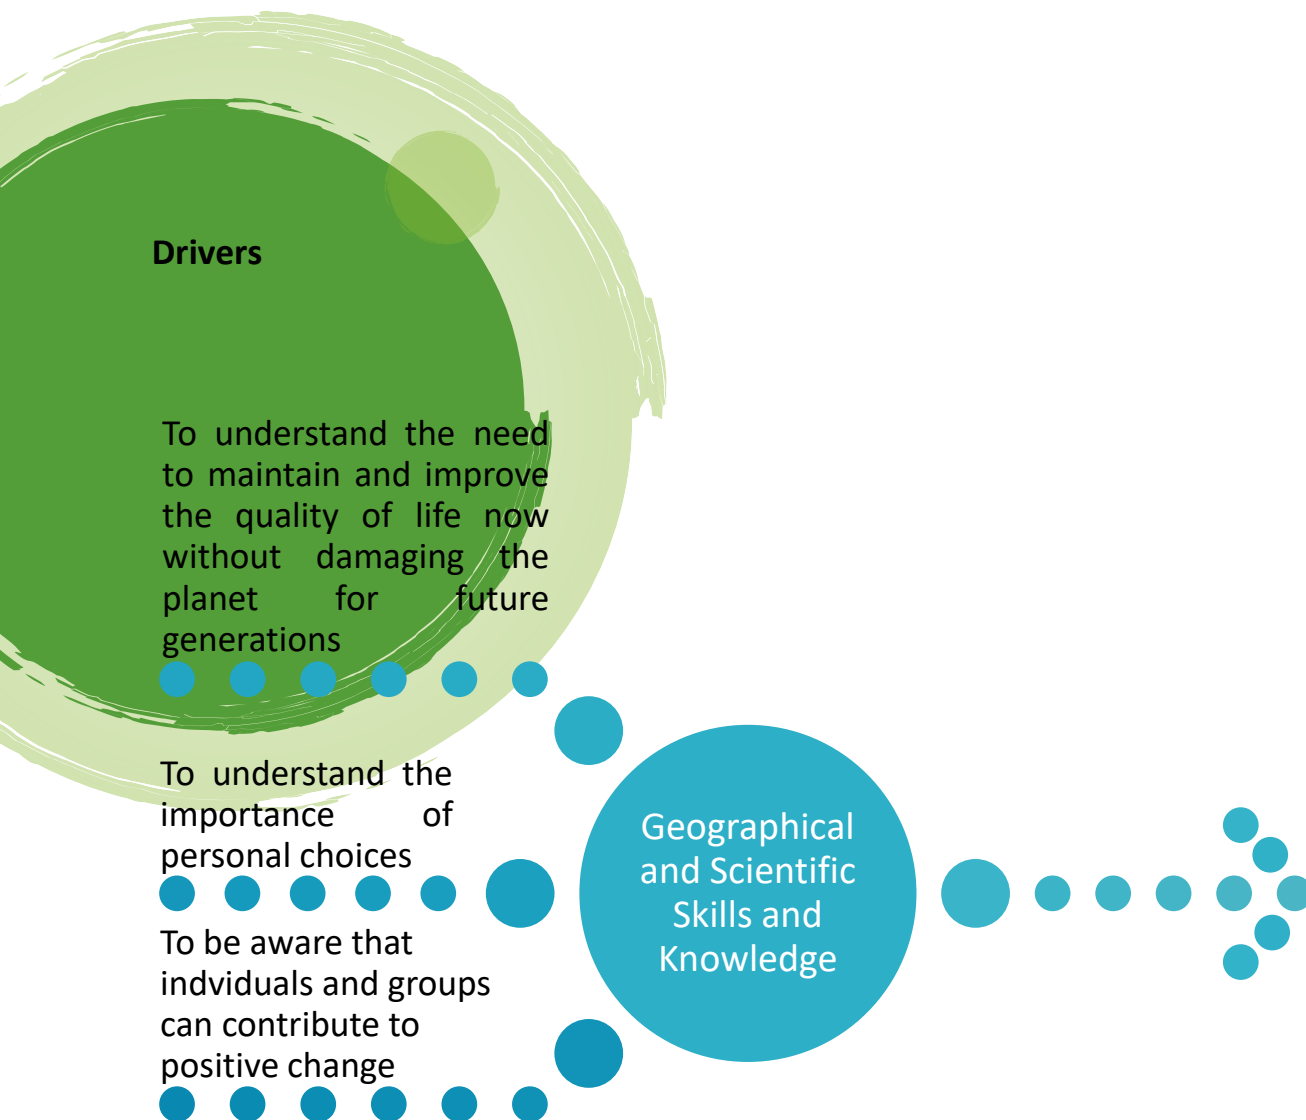 Drivers
To understand the need
to maintain and improve
the quality of life now
without damaging the
planet for future
generations
To understand the
importance of
personal choices
To be aware that
indviduals and groups
can contribute to
positive change
Geographical
and Scientific
Skills and
Knowledge